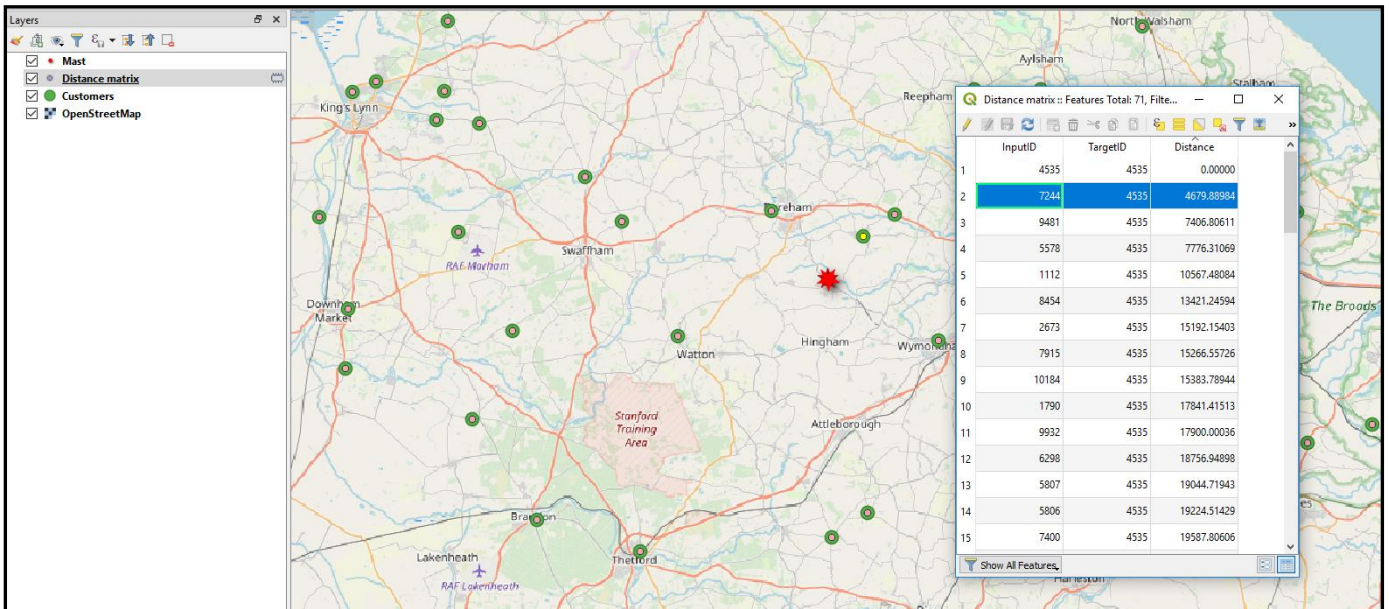 Layers
Mast
Distance matrix
Customers
OpenStreetMap
North Walsham
Aylsham
Stalham
Reepham
King's Lynn
Dereham
Swaffham
RAF Marham
Downham
Market
The Broads
Hingham
Watton
Stanford
Training
Area
Attleborough
Brandon
Lakenheath
Thetford
RAF Lakenheath
Distance matrix :: Features Total: 71, Filte...
»
InputID TargetID Distance
1 4535 4535 0.00000
2 7244 4535 4679.88984
3 9481 4535 7406.80611
4 5578 4535 7776.31069
5 1112 4535 10567.48084
6 8454 4535 13421.24594
7 2673 4535 15192.15403
8 7915 4535 15266.55726
9 10184 4535 15383.78944
10 1790 4535 17841.41513
11 9932 4535 17900.00036
12 6298 4535 18756.94898
13 5807 4535 19044.71943
14 5806 4535 19224.51429
15 7400 4535 19587.80606
Show All Features